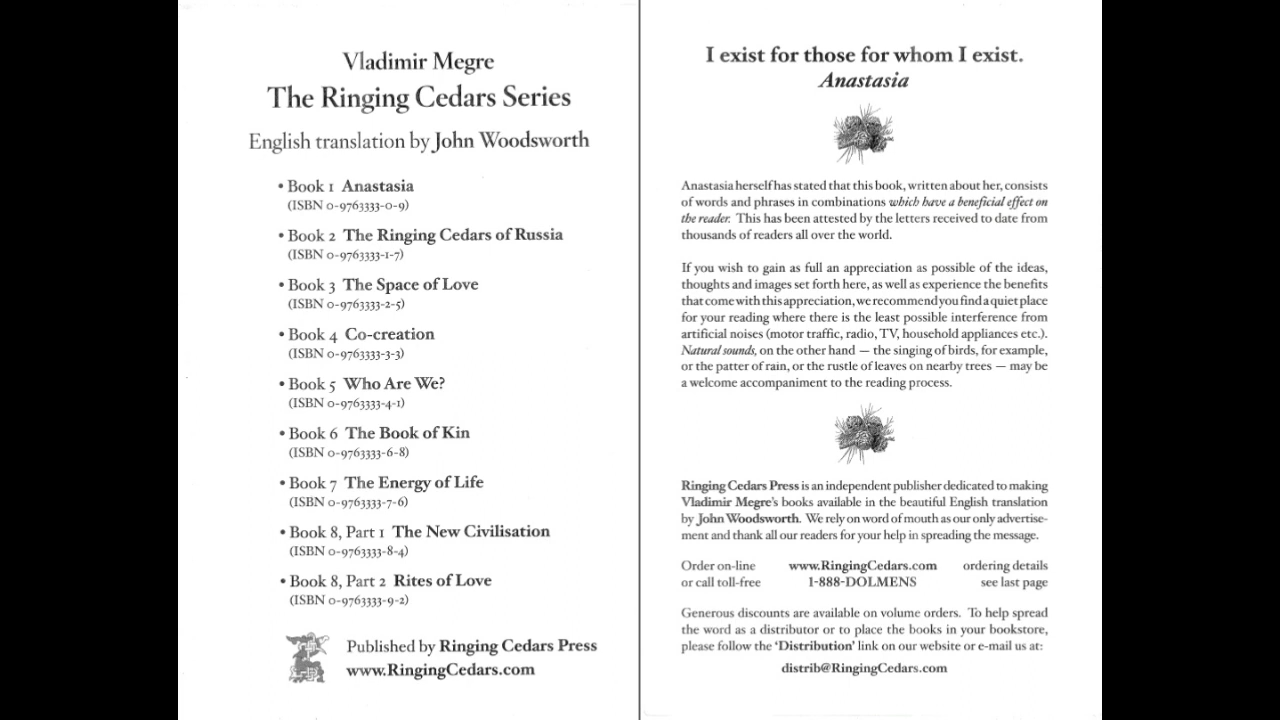 Vladimir Megre
The Ringing Cedars Series
English translation by John Woodsworth
• Book 1 Anastasia
(ISBN 0-9763333-0-9)
• Book 2 The Ringing Cedars of Russia
(ISBN 0-9763333-1-7)
• Book 3 The Space of Love
(ISBN 0-9763333-2-5)
• Book 4 Co-creation
(ISBN 0-9763333-3-3)
• Book 5 Who Are We?
(ISBN 0-9763333-4-1)
• Book 6 The Book of Kin
(ISBN 0-9763333-6-8)
• Book 7 The Energy of Life
(ISBN 0-9763333-7-6)
• Book 8, Part 1 The New Civilisation
(ISBN 0-9763333-8-4)
• Book 8, Part 2 Rites of Love
(ISBN 0-9763333-9-2)
Published by Ringing Cedars Press
www.RingingCedars.com
I exist for those for whom I exist.
Anastasia
Anastasia herself has stated that this book, written about her, consists
of words and phrases in combinations which have a beneficial effect on
the reader. This has been attested by the letters received to date from
thousands of readers all over the world.
If you wish to gain as full an appreciation as possible of the ideas,
thoughts and images set forth here, as well as experience the benefits
that come with this appreciation, we recommend you find a quiet place
for your reading where there is the least possible interference from
artificial noises (motor traffic, radio, TV, household appliances etc.).
Natural sounds, on the other hand — the singing of birds, for example,
or the patter of rain, or the rustle of leaves on nearby trees — may be
a welcome accompaniment to the reading process.
Ringing Cedars Press is an independent publisher dedicated to making
Vladimir Megre's books available in the beautiful English translation
by John Woodsworth. We rely on word of mouth as our only advertise-
ment and thank all our readers for your help in spreading the message.
Order on-line www.RingingCedars.com ordering details
or call toll-free 1-888-DOLMENS see last page
Generous discounts are available on volume orders. To help spread
the word as a distributor or to place the books in your bookstore,
please follow the 'Distribution' link on our website or e-mail us at:
distrib@RingingCedars.com